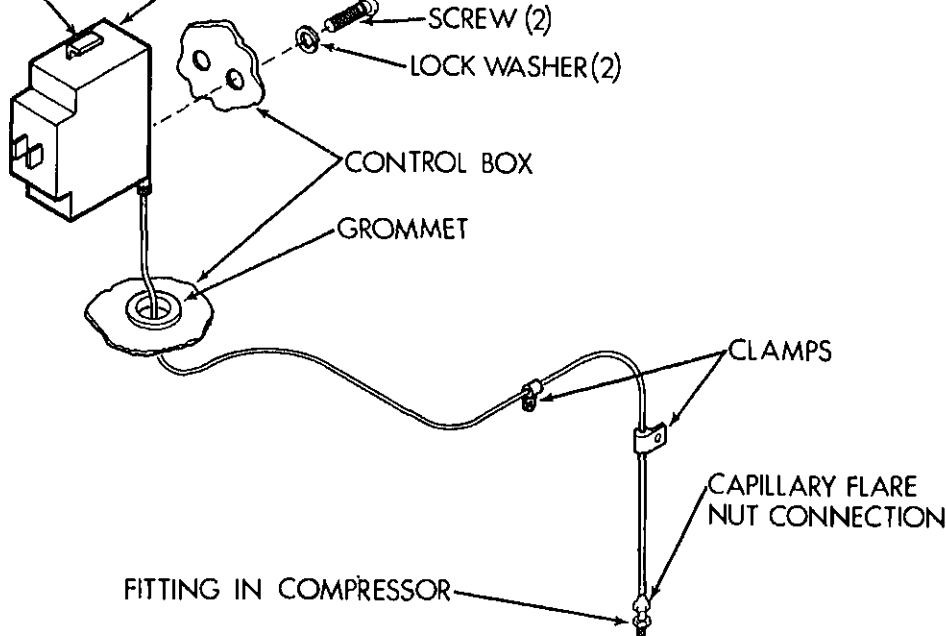 SCREW (2)
LOCK WASHER (2)
CONTROL BOX
GROMMET
CLAMPS
CAPILLARY FLARE
NUT CONNECTION
FITTING IN COMPRESSOR